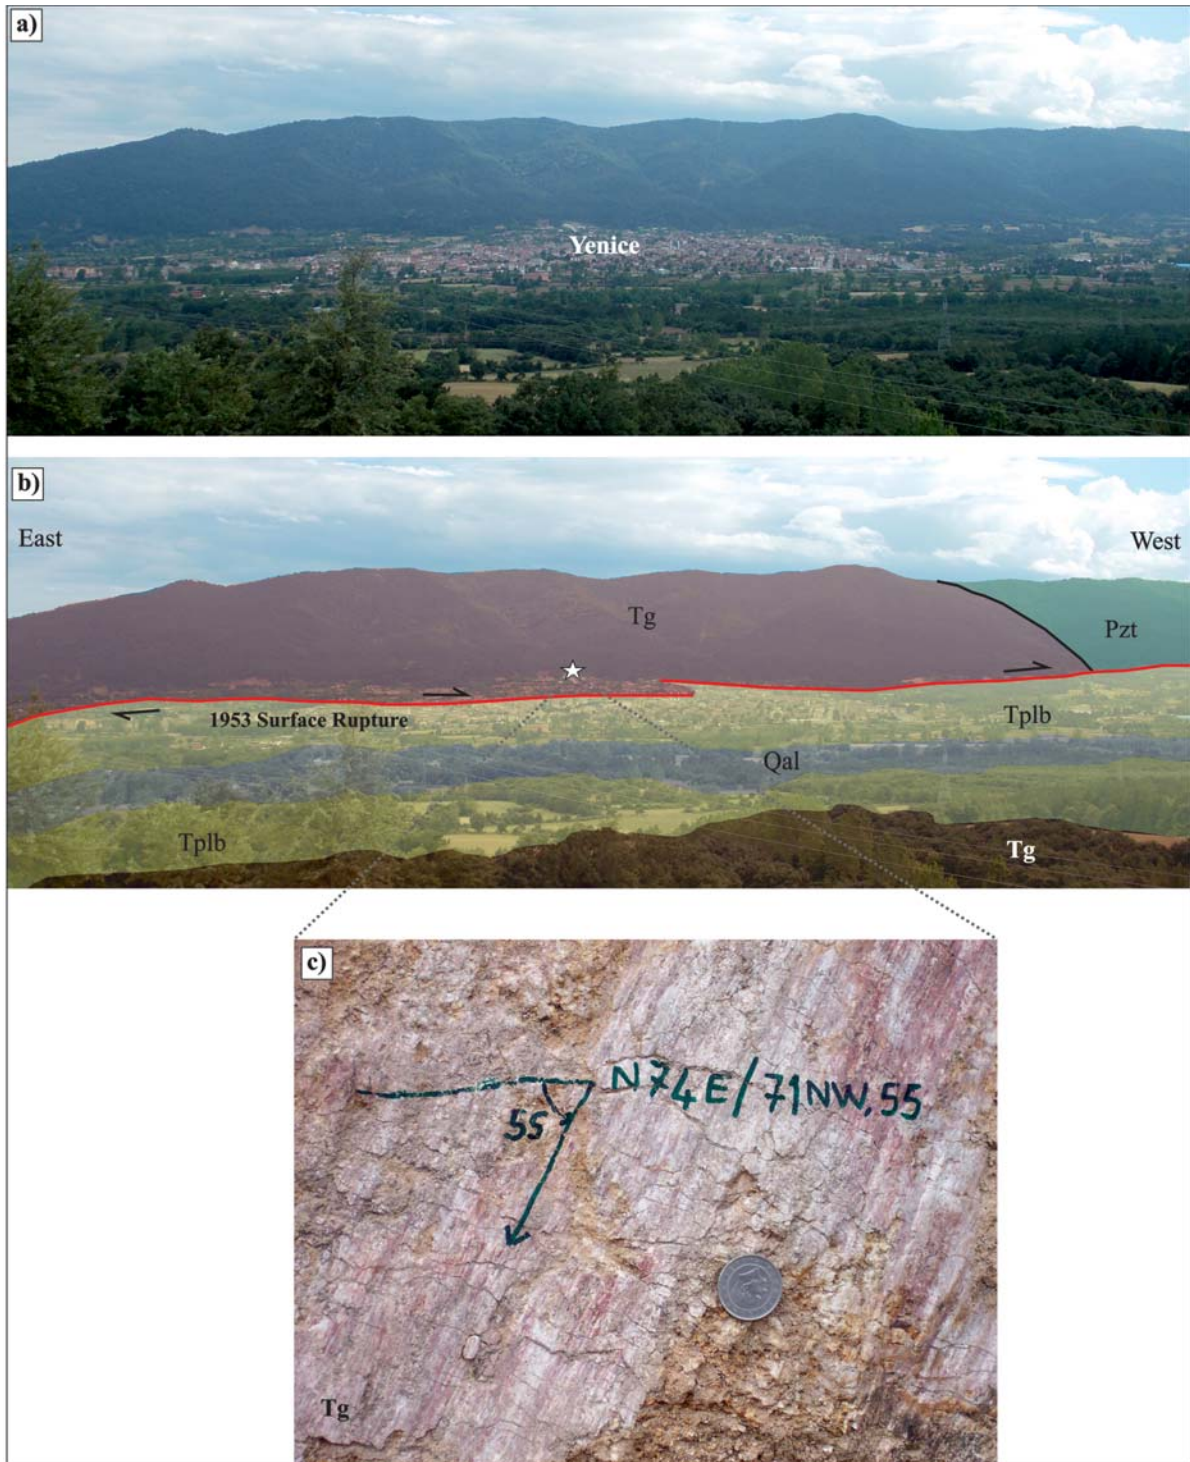 a)
Yenice
b)
East
West
Tg
Pzt
1953 Surface Rupture
Tplb
Qal
Tplb
Tg
c)
N74E/71NW,55
55
Tg